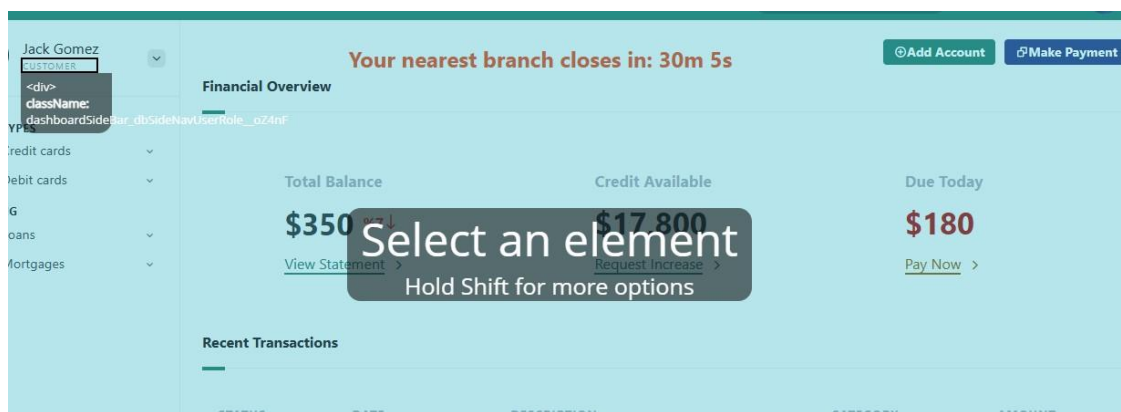 Jack Gomez
CUSTOMER
Your nearest branch closes in: 30m 5s
Add Account
Make Payment
<div>
className:
dashboardSideBar_dbSideNavUserRole__oZ4nF
Financial Overview
YPES
redit cards
ebit cards
G
oans
ortgages
Total Balance
Credit Available
Due Today
$350 %7↓
$17,800
$180
Select an element
View Statement >
Request Increase >
Pay Now >
Hold Shift for more options
Recent Transactions